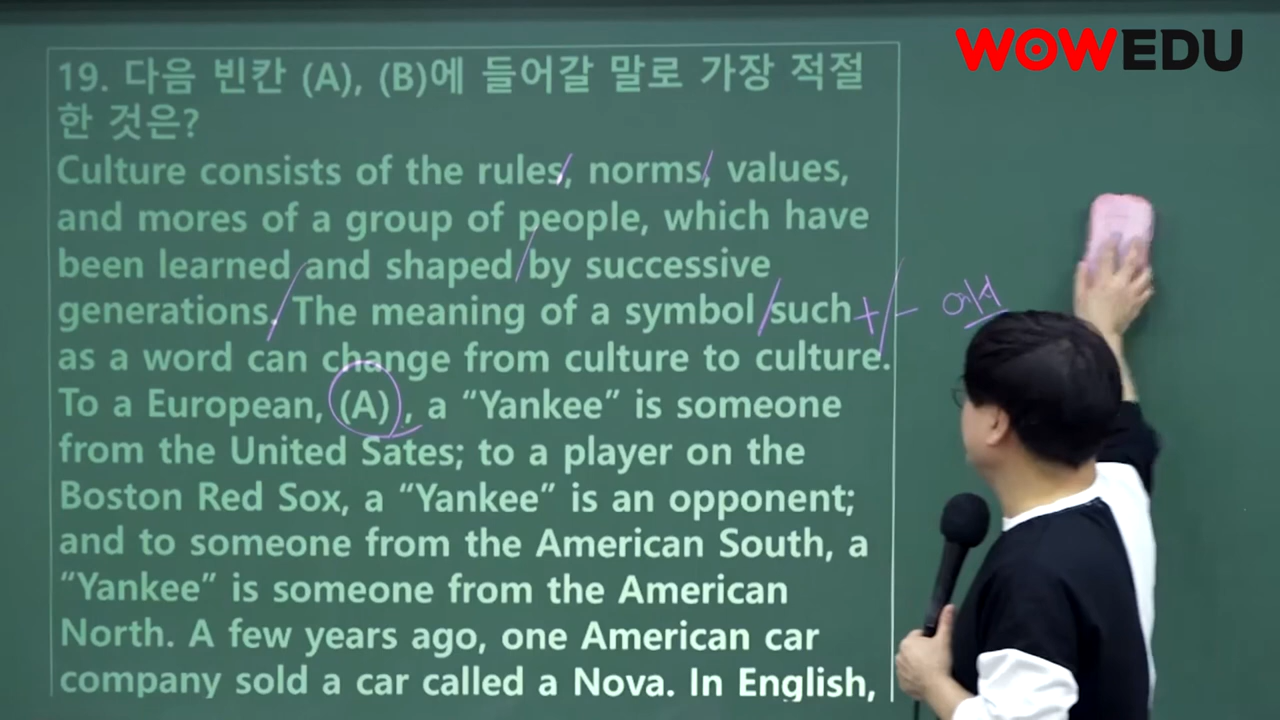 WOWEDU
19. 다음 빈칸 (A), (B)에 들어갈 말로 가장 적절
한 것은?
Culture consists of the rules, norms, values,
and mores of a group of people, which have
been learned and shaped by successive
generations. The meaning of a symbol such
as a word can change from culture to culture.
To a European, (A) , a “Yankee” is someone
from the United Sates; to a player on the
Boston Red Sox, a “Yankee” is an opponent;
and to someone from the American South, a
“Yankee” is someone from the American
North. A few years ago, one American car
company sold a car called a Nova. In English,
+/-